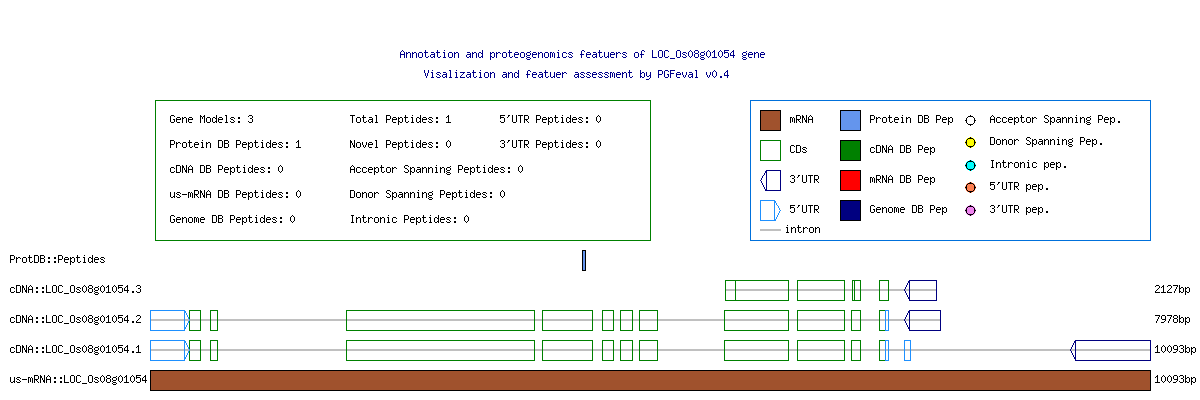 Annotation and proteogenomics featuers of LOC_Os08g01054 gene
Visalization and featuer assessment by PGFeval v0.4
Gene Models: 3 Total Peptides: 1 5'UTR Peptides: 0
Protein DB Peptides: 1 Novel Peptides: 0 3'UTR Peptides: 0
cDNA DB Peptides: 0 Acceptor Spanning Peptides: 0
us-mRNA DB Peptides: 0 Donor Spanning Peptides: 0
Genome DB Peptides: 0 Intronic Peptides: 0
mRNA Protein DB Pep Acceptor Spanning Pep.
CDs cDNA DB Pep Donor Spanning Pep.
3'UTR mRNA DB Pep Intronic pep.
5'UTR Genome DB Pep 5'UTR pep.
intron 3'UTR pep.
ProtDB::Peptides
cDNA::LOC_Os08g01054.3 2127bp
cDNA::LOC_Os08g01054.2 7978bp
cDNA::LOC_Os08g01054.1 10093bp
us-mRNA::LOC_Os08g01054 10093bp